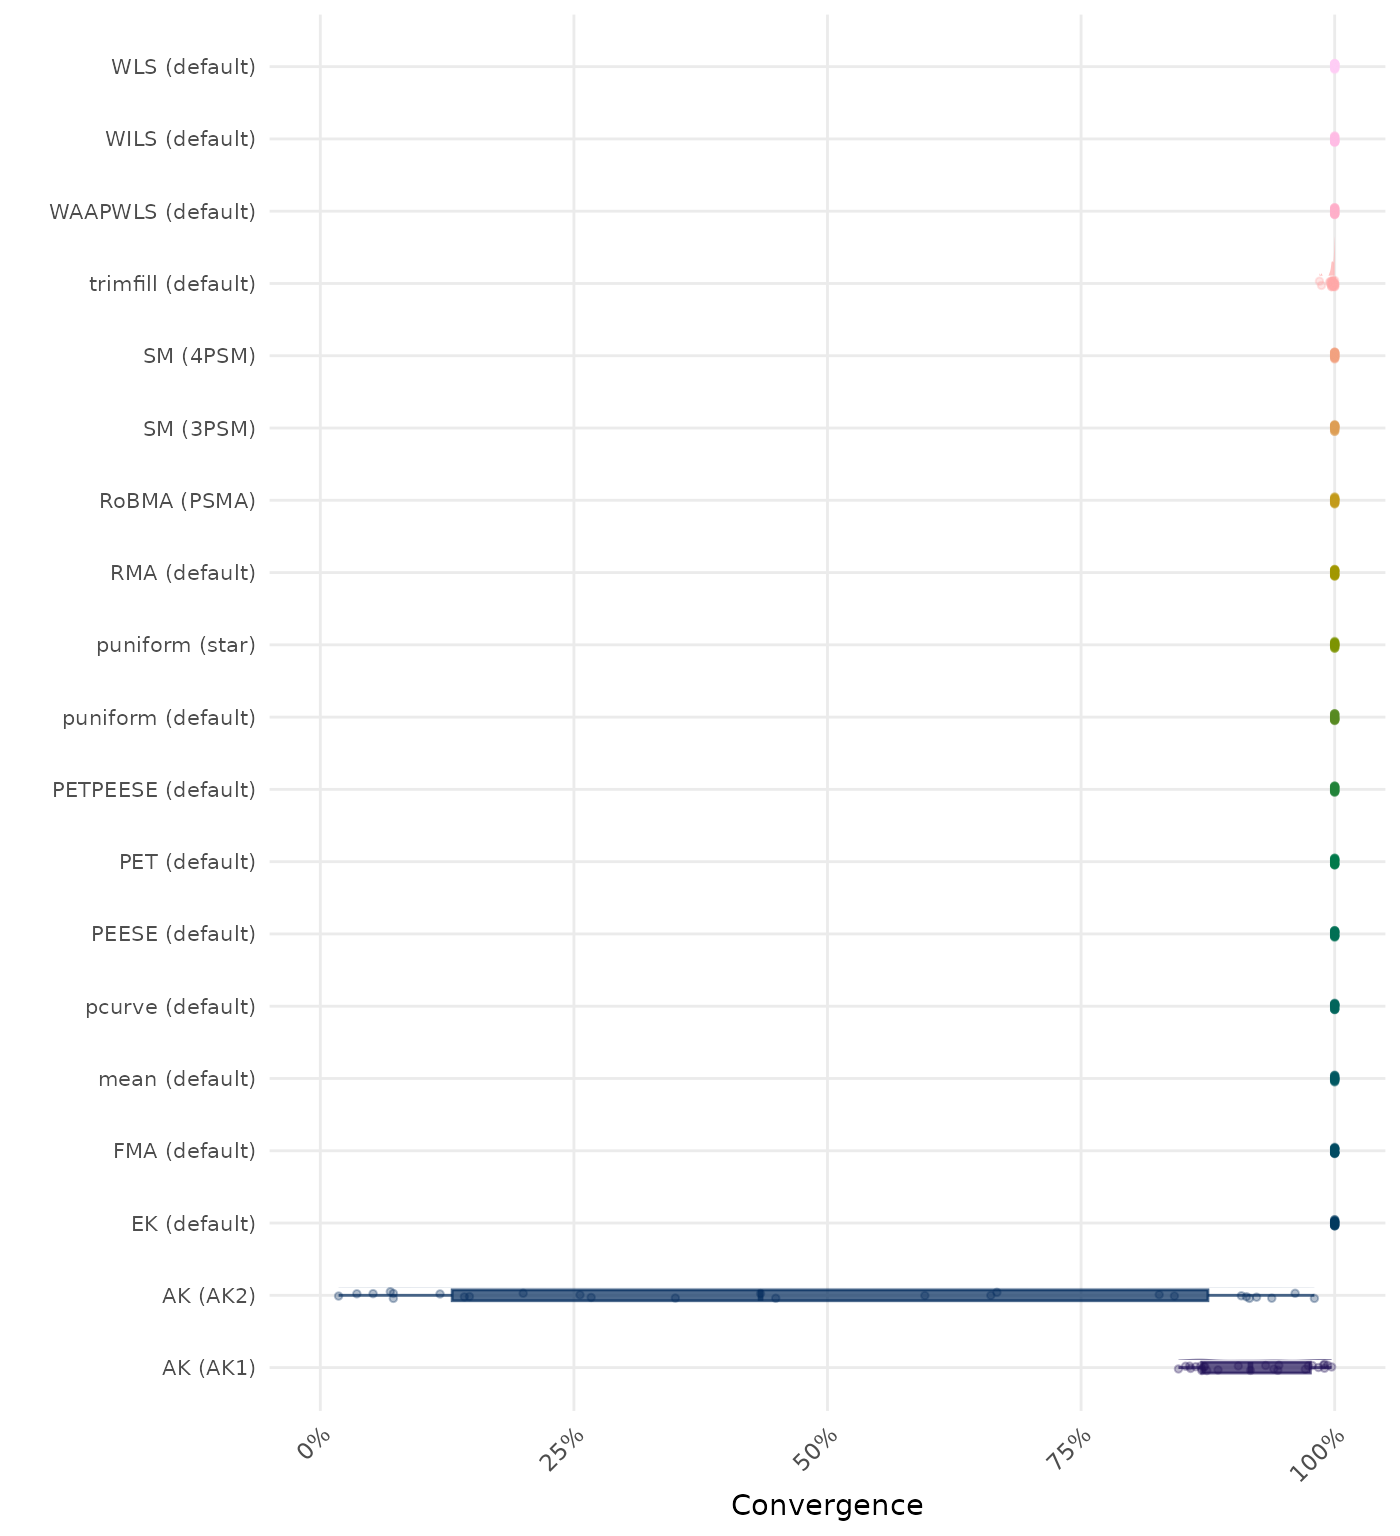 WLS (default)
WILS (default)
WAAPWLS (default)
trimfill (default)
SM (4PSM)
SM (3PSM)
RoBMA (PSMA)
RMA (default)
puniform (star)
puniform (default)
PETPEESE (default)
PET (default)
PEESE (default)
pcurve (default)
mean (default)
FMA (default)
EK (default)
AK (AK2)
AK (AK1)
0% 25% 50% 75% 100%
Convergence